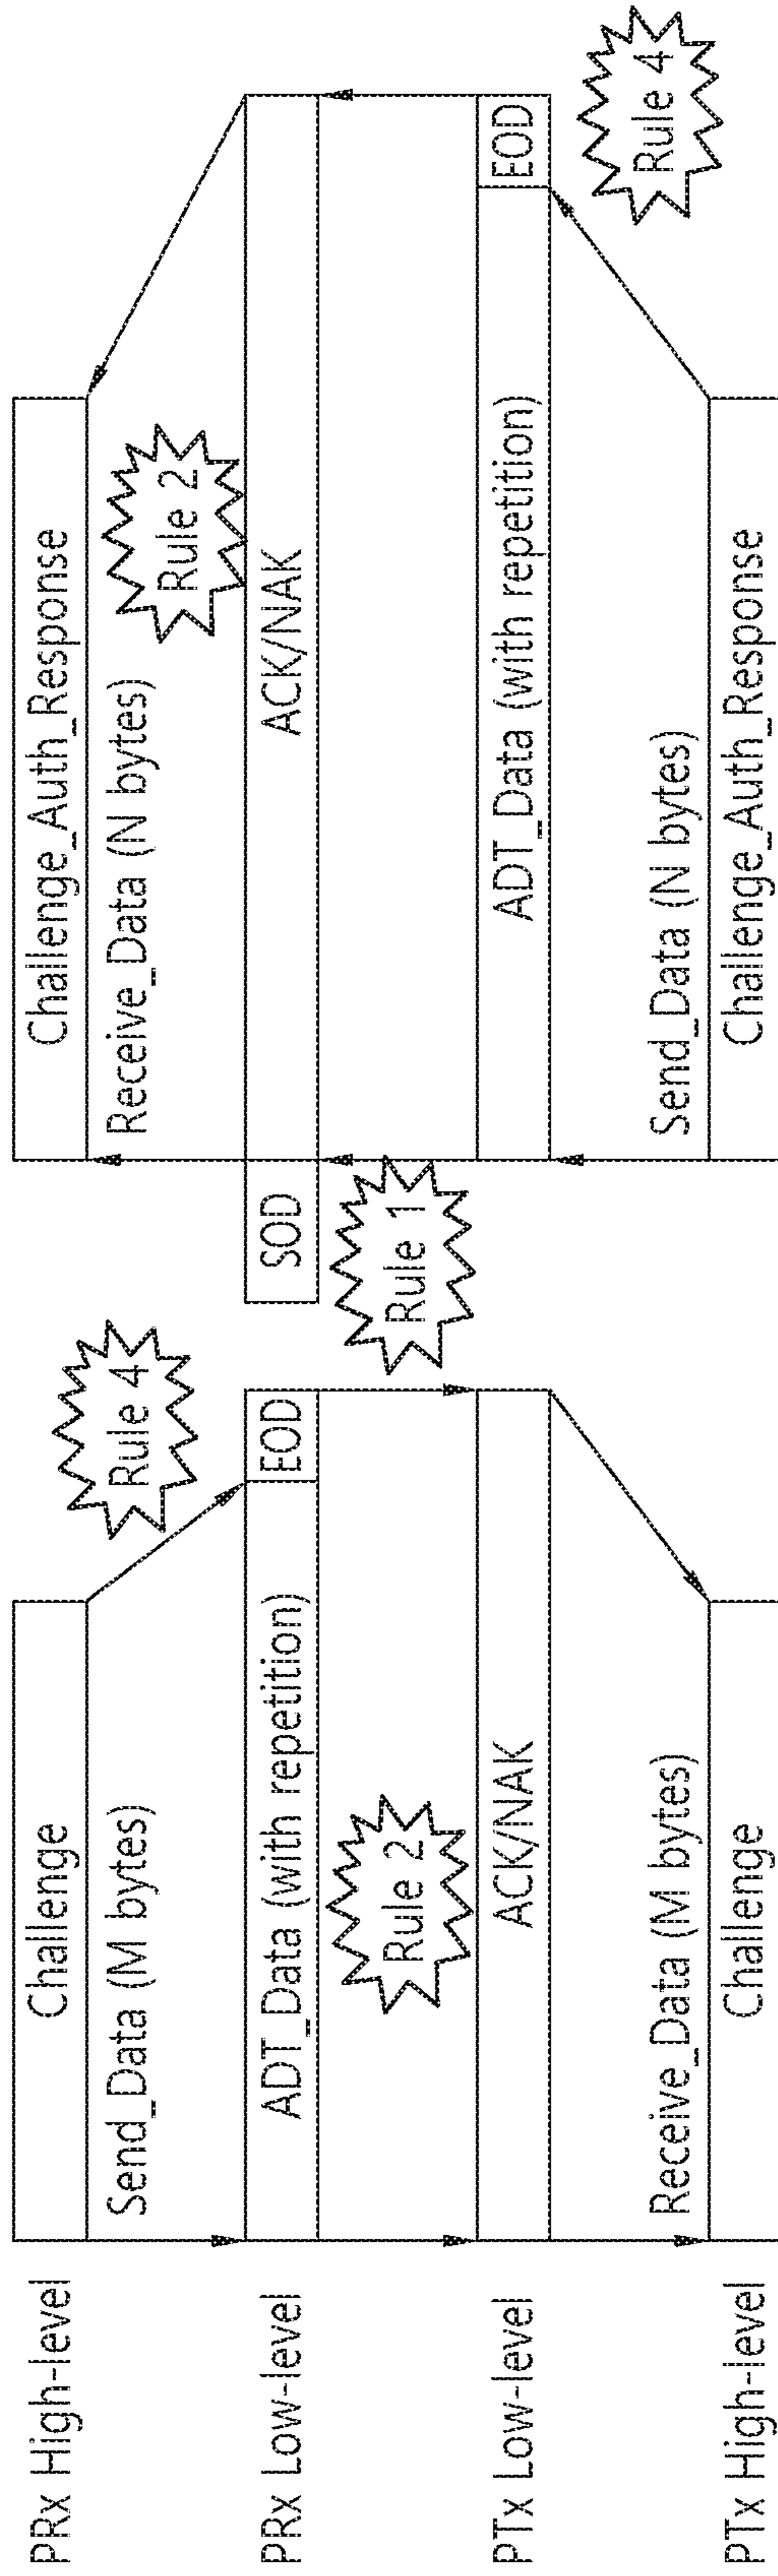 PRx High-level
Challenge
Challenge_Auth_Response
Send_Data (M bytes)
Rule 4
Receive_Data (N bytes)
Rule 2
PRx Low-level
ADT_Data (with repetition)
EOD
SOD
ACK/NAK
Rule 2
Rule 1
PTx Low-level
ACK/NAK
ADT_Data (with repetition)
EOD
Receive_Data (M bytes)
Send_Data (N bytes)
Rule 4
PTx High-level
Challenge
Challenge_Auth_Response